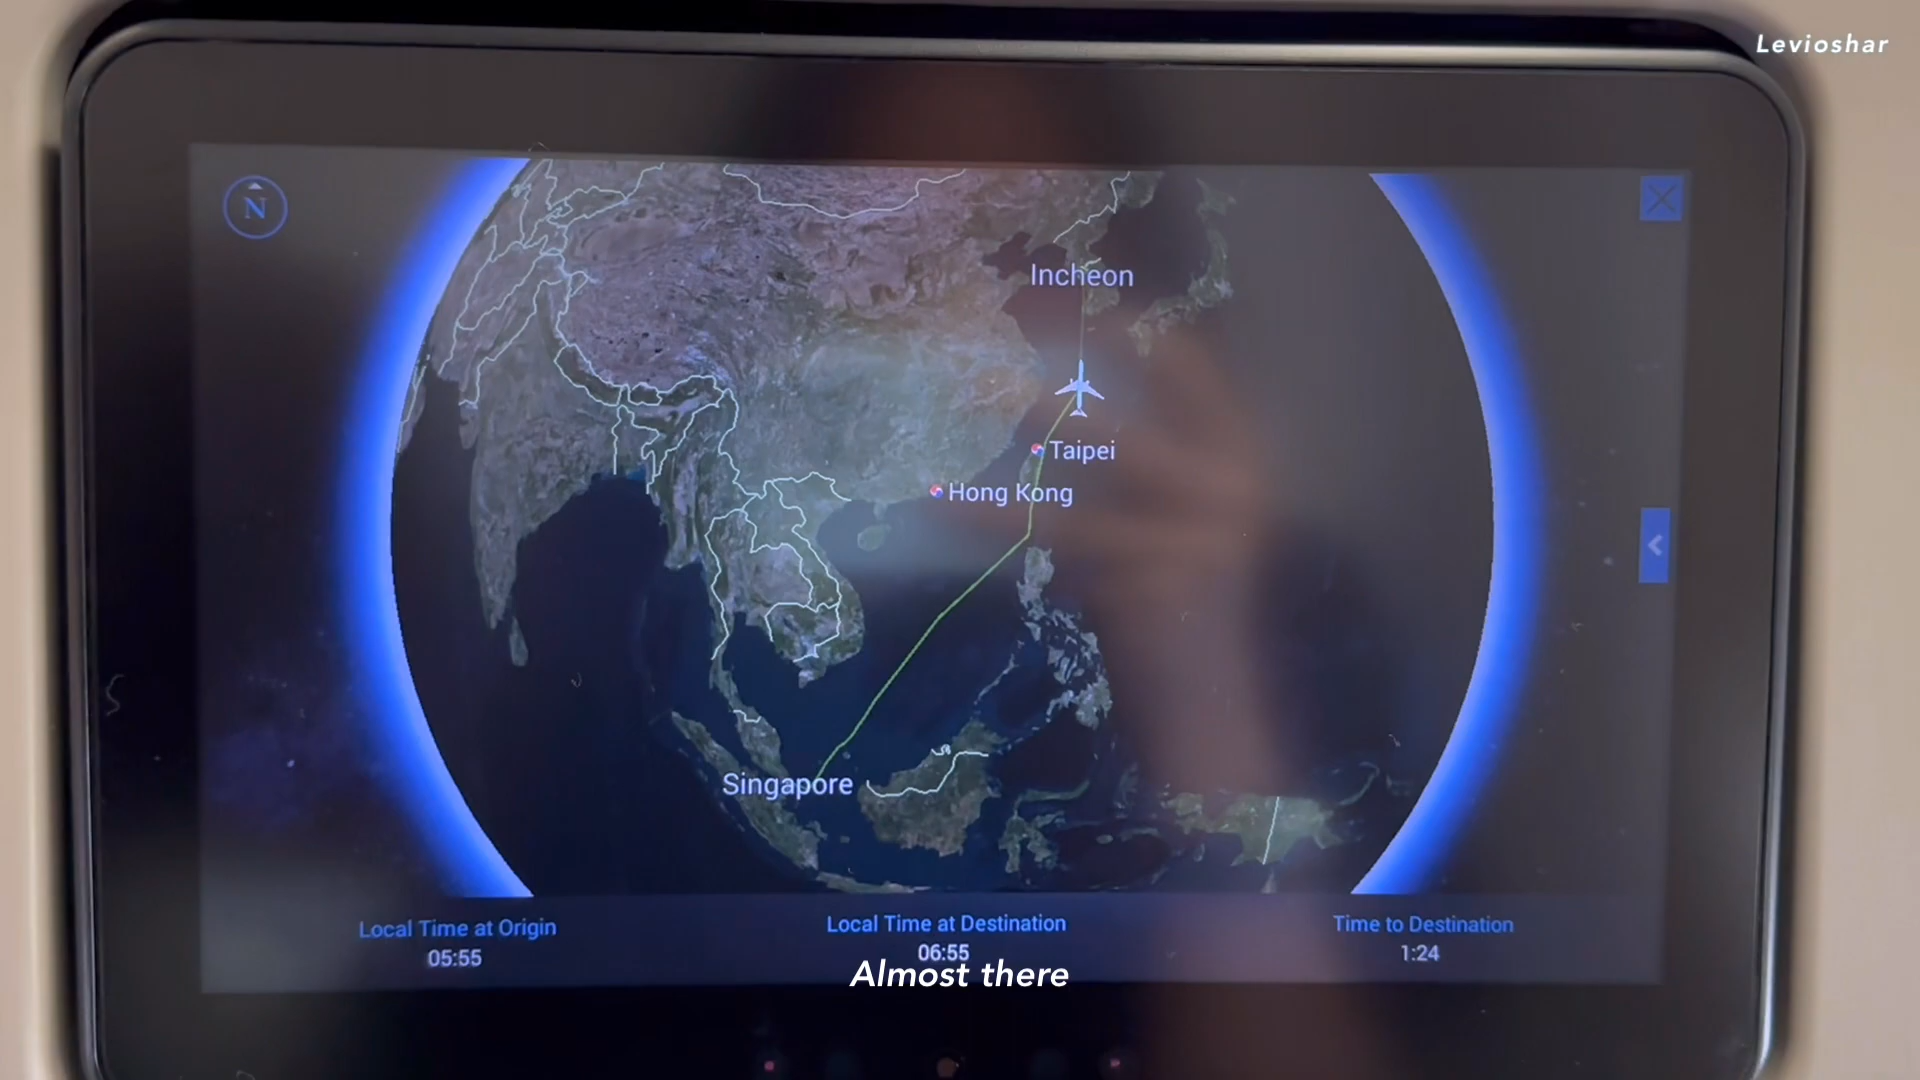 Levioshar
N
Incheon
Taipei
Hong Kong
Singapore
Local Time at Origin
05:55
Local Time at Destination
06:55
Time to Destination
1:24
Almost there